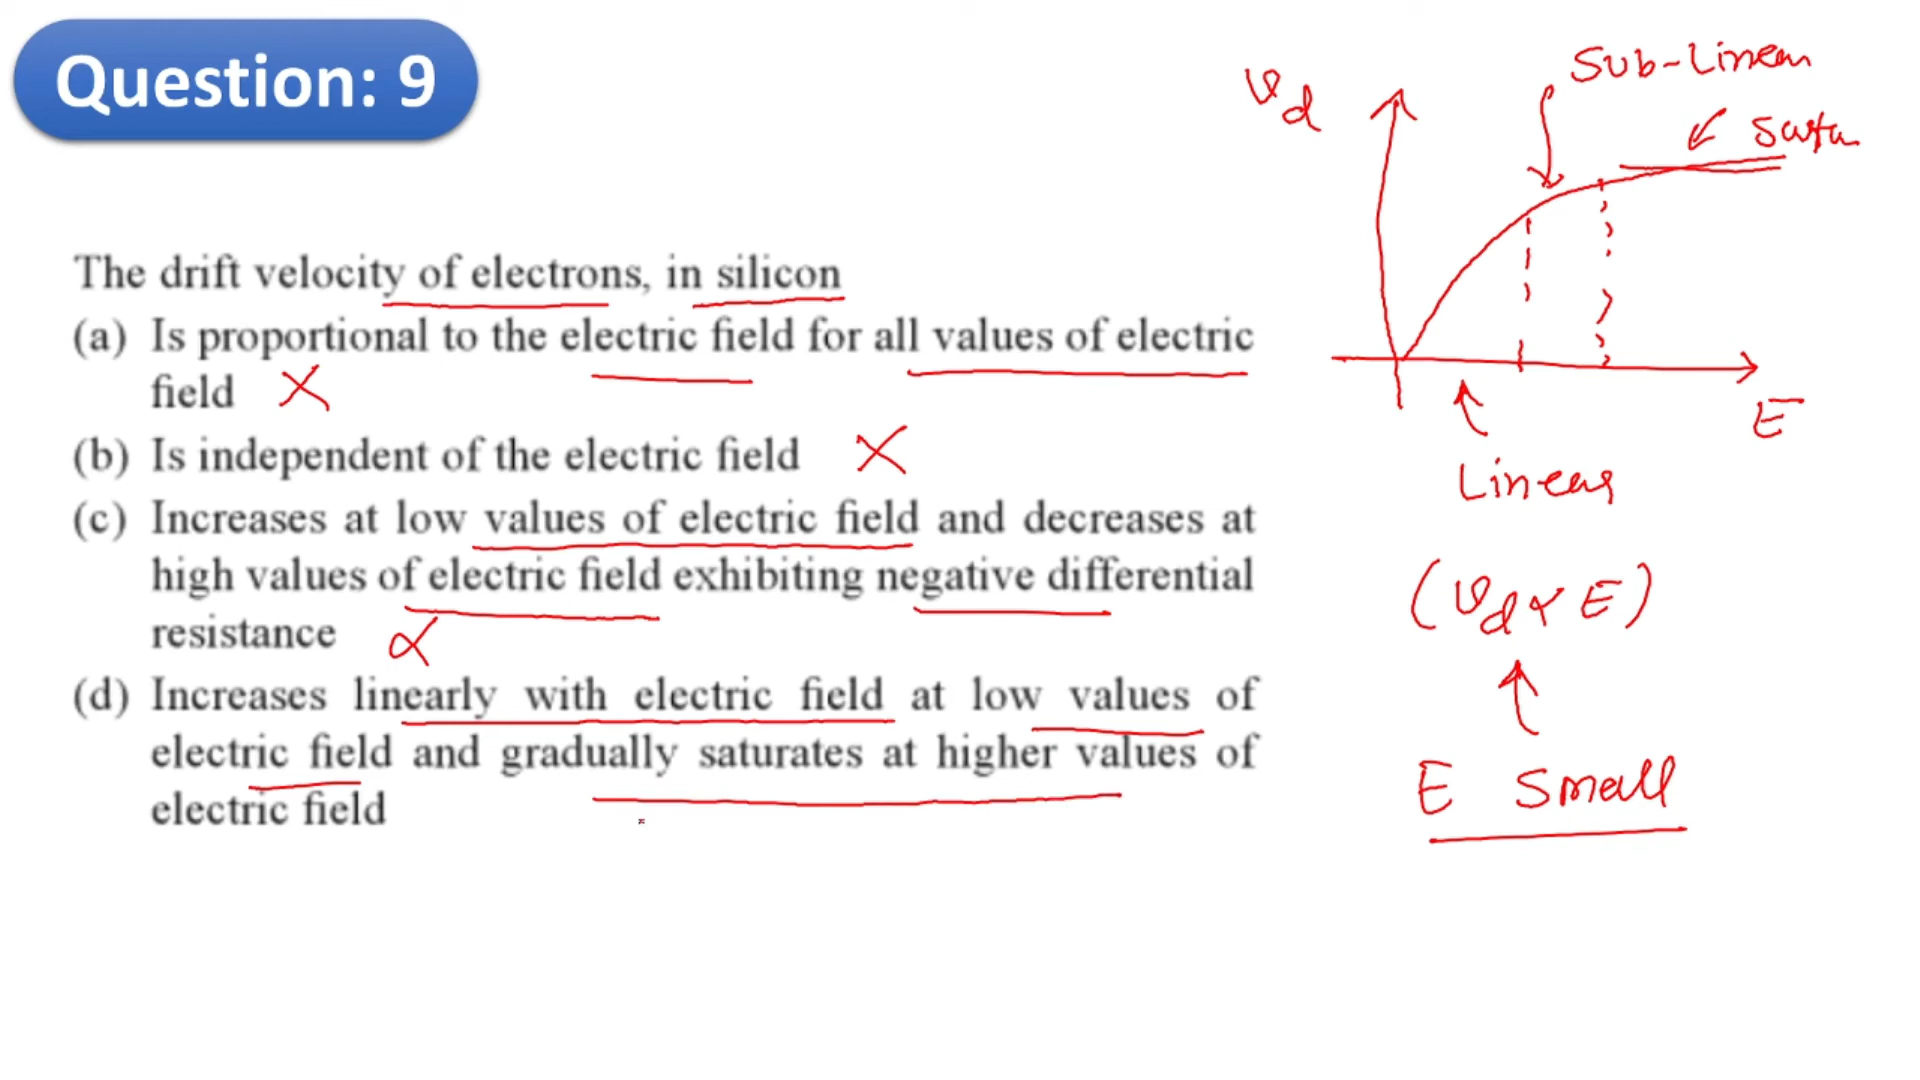 Question: 9
The drift velocity of electrons, in silicon
(a) Is proportional to the electric field for all values of electric
field
(b) Is independent of the electric field
(c) Increases at low values of electric field and decreases at
high values of electric field exhibiting negative differential
resistance
(d) Increases linearly with electric field at low values of
electric field and gradually saturates at higher values of
electric field
Sub-Linear
v_d
Satu
E
Linear
(v_d ∝ E)
E Small